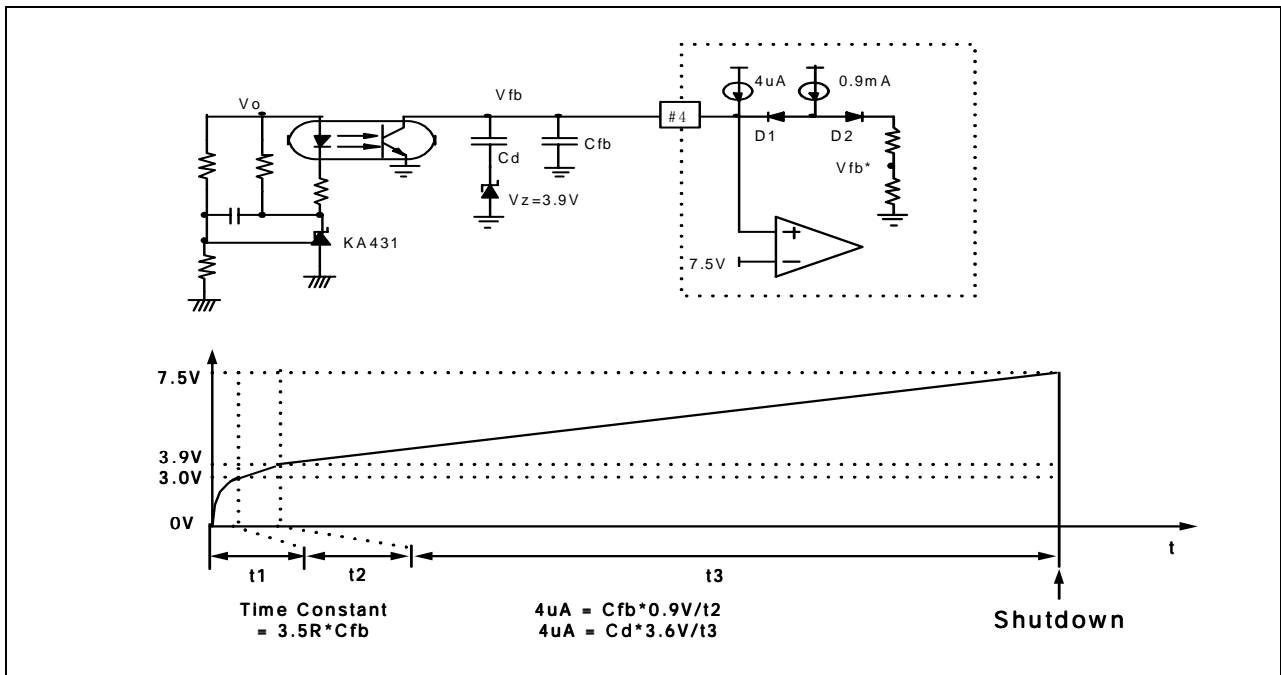 4uA
0.9mA
Vo
Vfb
#4
D1
D2
Cfb
Cd
Vfb*
Vz=3.9V
KA431
+
7.5V
−
7.5V
3.9V
3.0V
0V
t
t1
t2
t3
Time Constant
= 3.5R*Cfb
4uA = Cfb*0.9V/t2
4uA = Cd*3.6V/t3
Shutdown